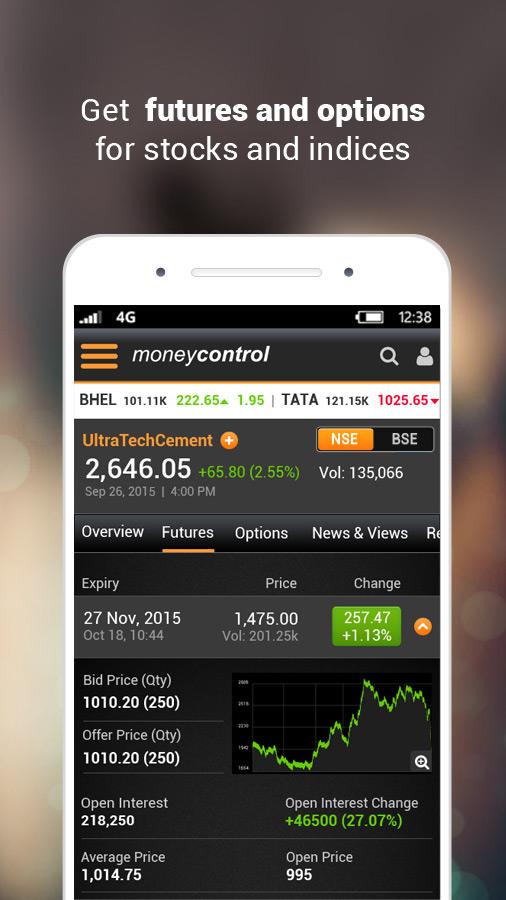 Get futures and options
for stocks and indices
4G 12:38
moneycontrol
BHEL 101.11K 222.65 1.95 | TATA 121.15K 1025.65
UltraTechCement NSE BSE
2,646.05 +65.80 (2.55%) Vol: 135,066
Sep 26, 2015 | 4:00 PM
Overview Futures Options News & Views Re
Expiry Price Change
27 Nov, 2015 1,475.00 257.47
Oct 18, 10:44 Vol: 201.25k +1.13%
Bid Price (Qty)
1010.20 (250)
Offer Price (Qty)
1010.20 (250)
Open Interest Open Interest Change
218,250 +46500 (27.07%)
Average Price Open Price
1,014.75 995